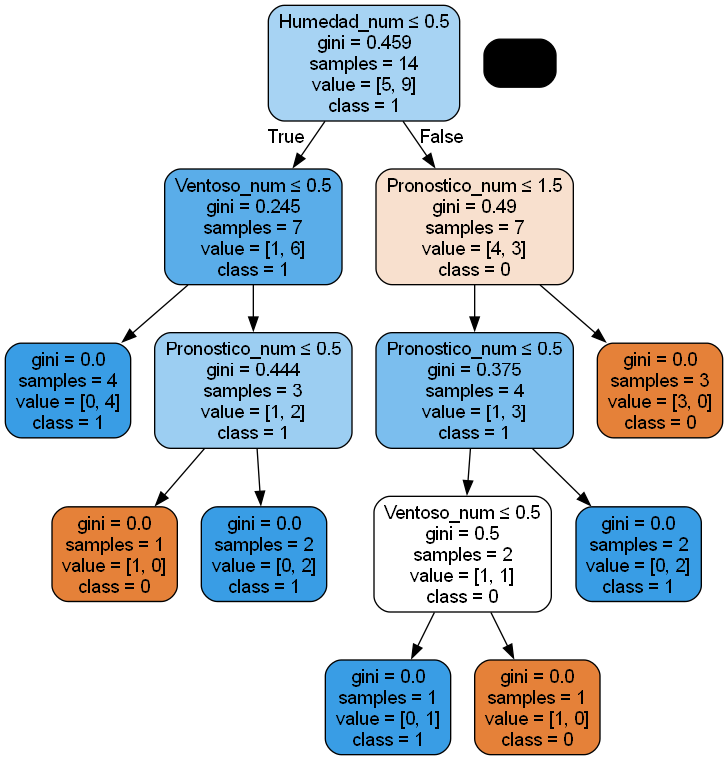 Humedad_num ≤ 0.5
gini = 0.459
samples = 14
value = [5, 9]
class = 1
True
False
Ventoso_num ≤ 0.5
gini = 0.245
samples = 7
value = [1, 6]
class = 1
Pronostico_num ≤ 1.5
gini = 0.49
samples = 7
value = [4, 3]
class = 0
gini = 0.0
samples = 4
value = [0, 4]
class = 1
Pronostico_num ≤ 0.5
gini = 0.444
samples = 3
value = [1, 2]
class = 1
Pronostico_num ≤ 0.5
gini = 0.375
samples = 4
value = [1, 3]
class = 1
gini = 0.0
samples = 3
value = [3, 0]
class = 0
gini = 0.0
samples = 1
value = [1, 0]
class = 0
gini = 0.0
samples = 2
value = [0, 2]
class = 1
Ventoso_num ≤ 0.5
gini = 0.5
samples = 2
value = [1, 1]
class = 0
gini = 0.0
samples = 2
value = [0, 2]
class = 1
gini = 0.0
samples = 1
value = [0, 1]
class = 1
gini = 0.0
samples = 1
value = [1, 0]
class = 0